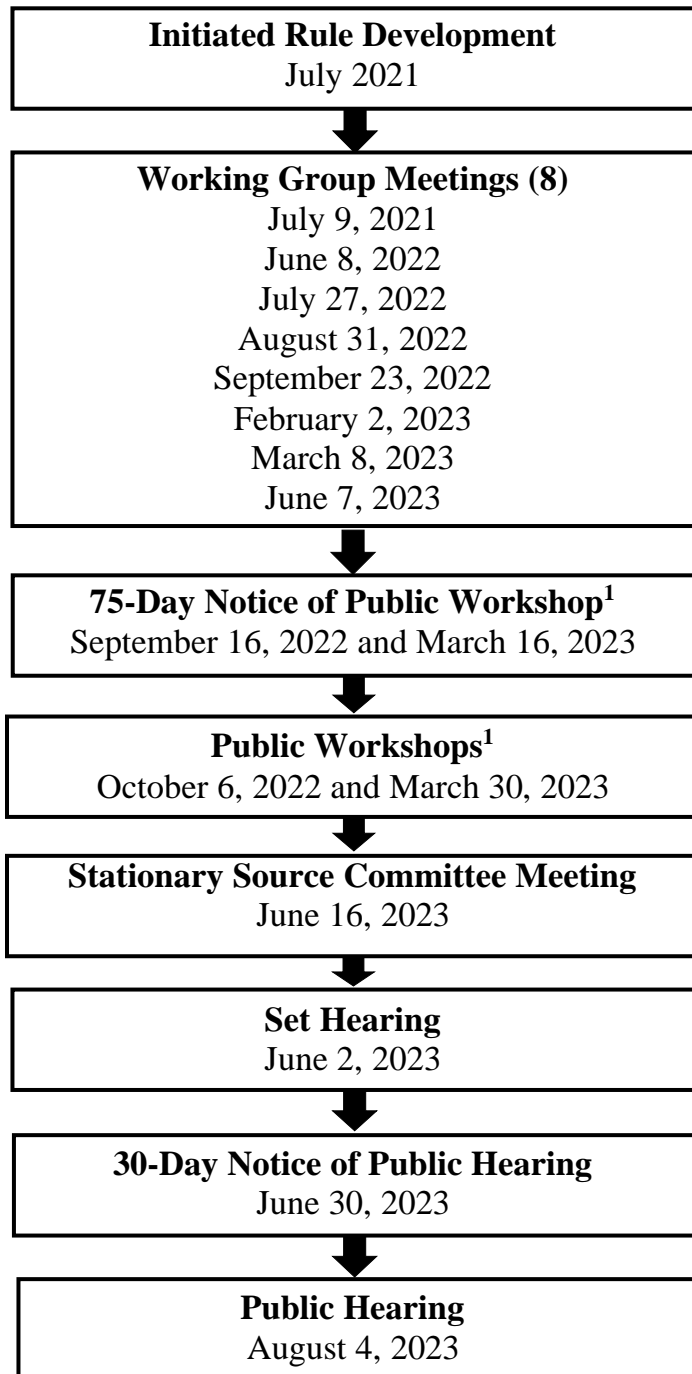 Initiated Rule Development
July 2021
Working Group Meetings (8)
July 9, 2021
June 8, 2022
July 27, 2022
August 31, 2022
September 23, 2022
February 2, 2023
March 8, 2023
June 7, 2023
75-Day Notice of Public Workshop¹
September 16, 2022 and March 16, 2023
Public Workshops¹
October 6, 2022 and March 30, 2023
Stationary Source Committee Meeting
June 16, 2023
Set Hearing
June 2, 2023
30-Day Notice of Public Hearing
June 30, 2023
Public Hearing
August 4, 2023